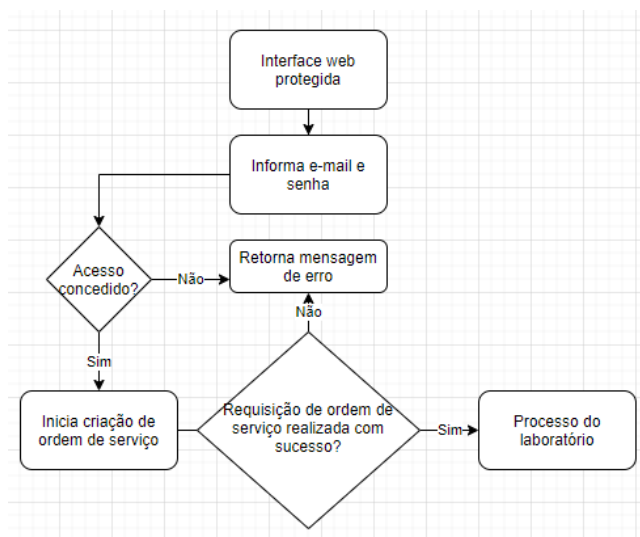 Interface web
protegida
Informa e-mail e
senha
Acesso
concedido?
Não
Retorna mensagem
de erro
Não
Sim
Inicia criação de
ordem de serviço
Requisição de ordem de
serviço realizada com
sucesso?
Sim
Processo do
laboratório